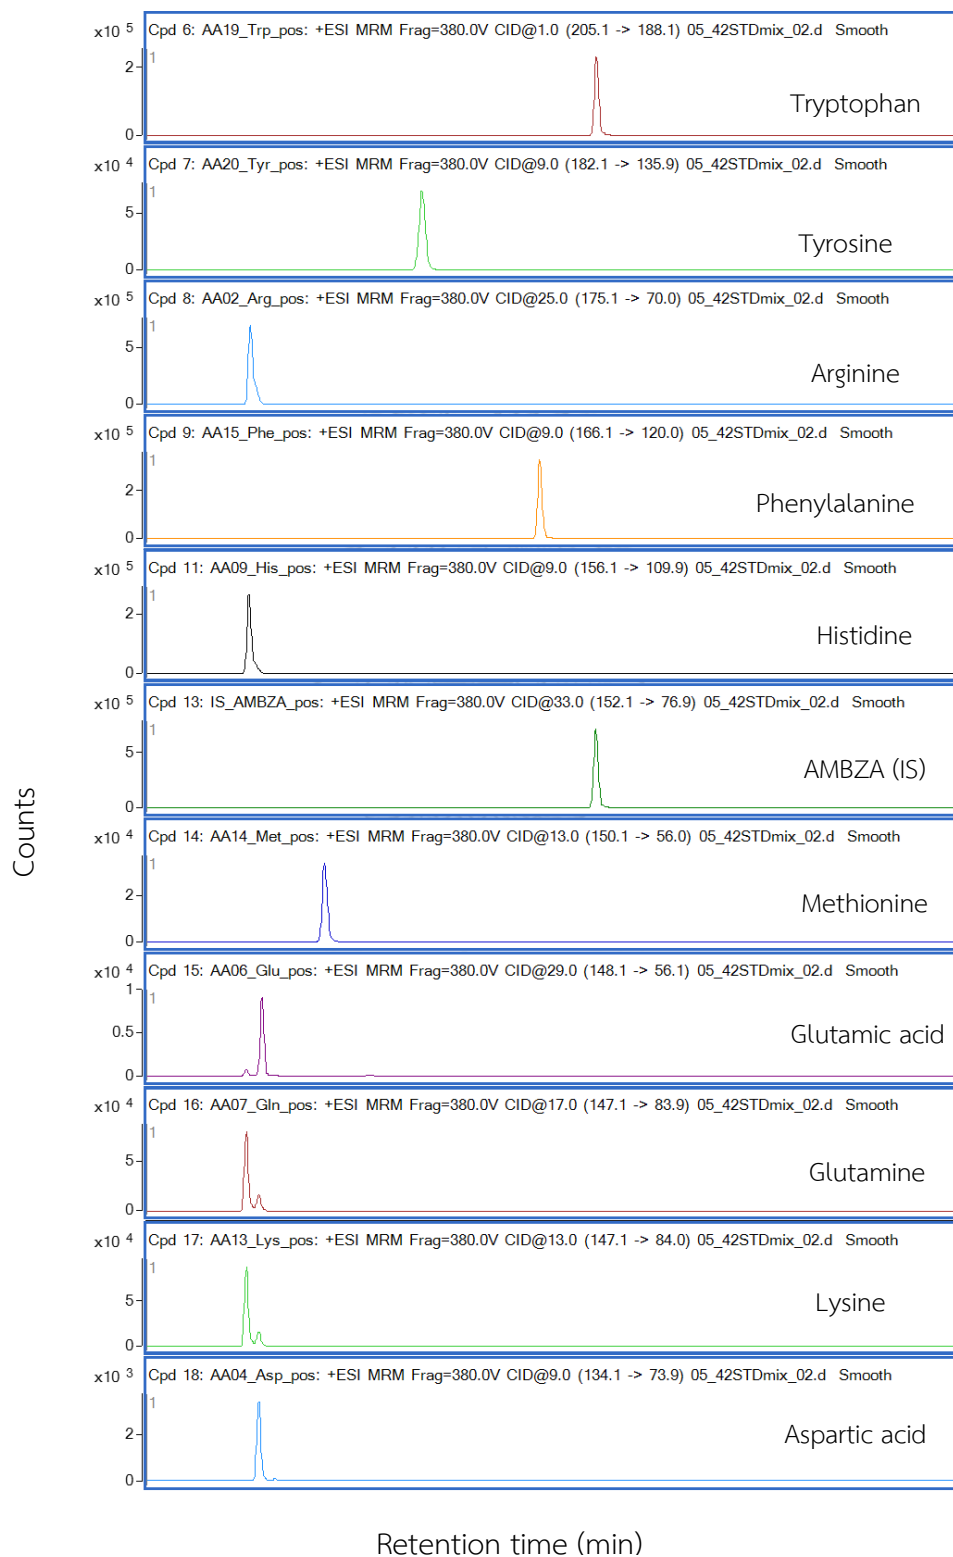 x10 5 Cpd 6: AA19_Trp_pos: +ESI MRM Frag=380.0V CID@1.0 (205.1 -> 188.1) 05_42STDmix_02.d Smooth
1
2
Tryptophan
0
x10 4 Cpd 7: AA20_Tyr_pos: +ESI MRM Frag=380.0V CID@9.0 (182.1 -> 135.9) 05_42STDmix_02.d Smooth
1
5
Tyrosine
0
x10 5 Cpd 8: AA02_Arg_pos: +ESI MRM Frag=380.0V CID@25.0 (175.1 -> 70.0) 05_42STDmix_02.d Smooth
1
5
Arginine
0
x10 5 Cpd 9: AA15_Phe_pos: +ESI MRM Frag=380.0V CID@9.0 (166.1 -> 120.0) 05_42STDmix_02.d Smooth
1
2
Phenylalanine
0
x10 5 Cpd 11: AA09_His_pos: +ESI MRM Frag=380.0V CID@9.0 (156.1 -> 109.9) 05_42STDmix_02.d Smooth
1
2
Histidine
0
x10 5 Cpd 13: IS_AMBZA_pos: +ESI MRM Frag=380.0V CID@33.0 (152.1 -> 76.9) 05_42STDmix_02.d Smooth
1
5
AMBZA (IS)
0
Counts
x10 4 Cpd 14: AA14_Met_pos: +ESI MRM Frag=380.0V CID@13.0 (150.1 -> 56.0) 05_42STDmix_02.d Smooth
1
2
Methionine
0
x10 4 Cpd 15: AA06_Glu_pos: +ESI MRM Frag=380.0V CID@29.0 (148.1 -> 56.1) 05_42STDmix_02.d Smooth
1
1
0.5
Glutamic acid
0
x10 4 Cpd 16: AA07_Gln_pos: +ESI MRM Frag=380.0V CID@17.0 (147.1 -> 83.9) 05_42STDmix_02.d Smooth
1
5
Glutamine
0
x10 4 Cpd 17: AA13_Lys_pos: +ESI MRM Frag=380.0V CID@13.0 (147.1 -> 84.0) 05_42STDmix_02.d Smooth
1
5
Lysine
0
x10 3 Cpd 18: AA04_Asp_pos: +ESI MRM Frag=380.0V CID@9.0 (134.1 -> 73.9) 05_42STDmix_02.d Smooth
1
2
Aspartic acid
0
Retention time (min)